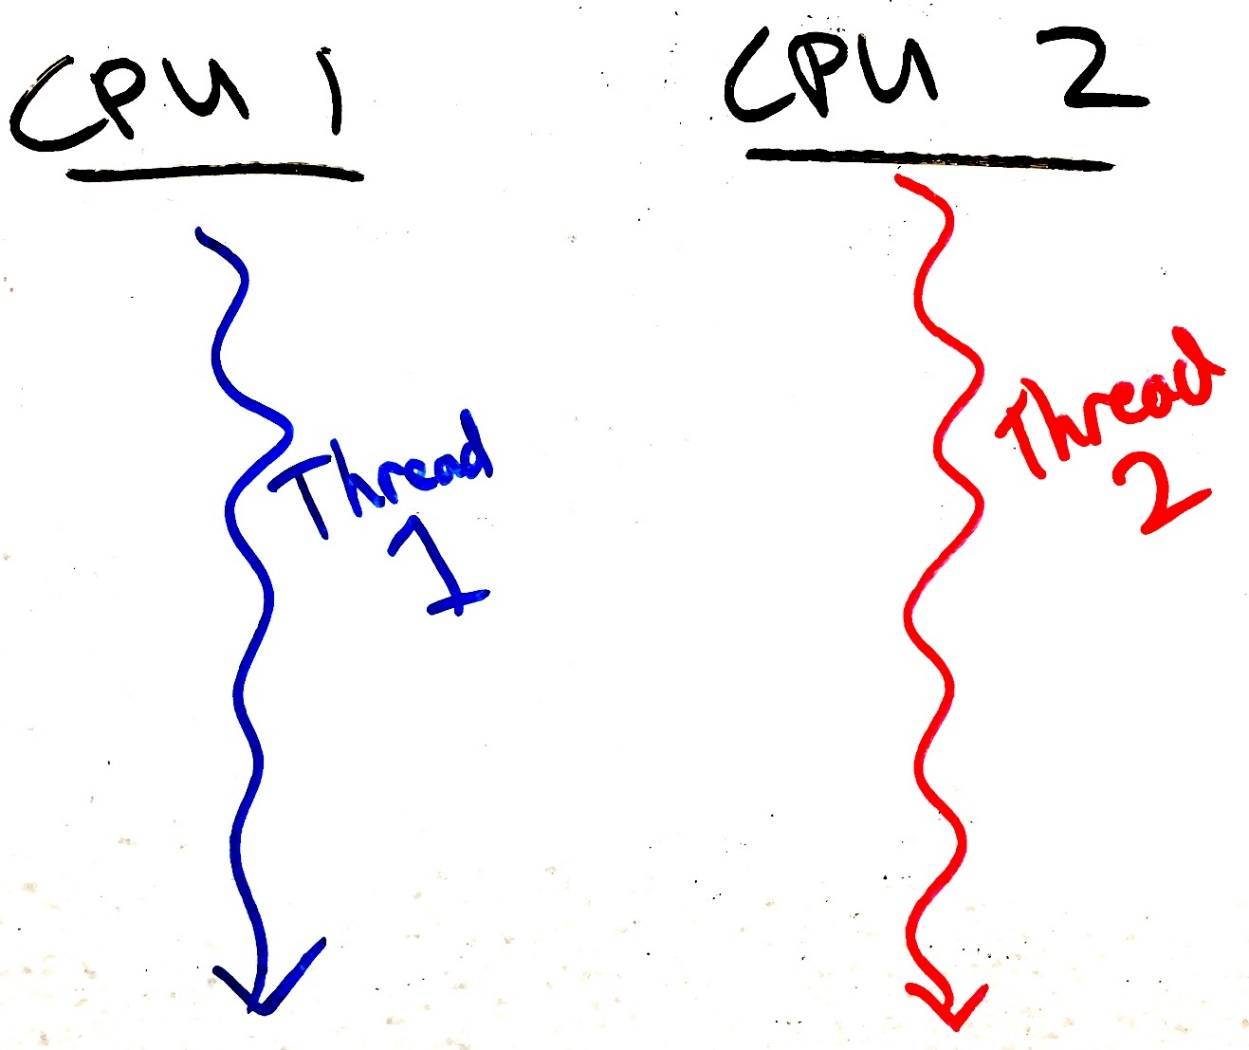 CPU 1
CPU 2
Thread
1
Thread
2